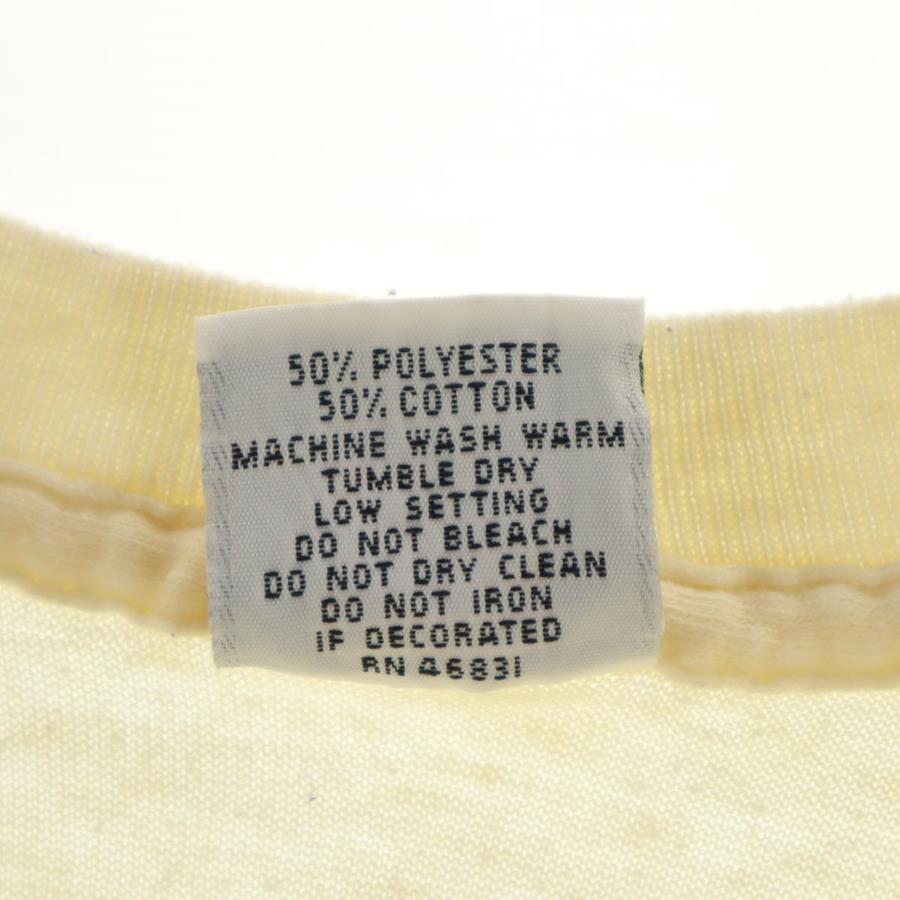 50% POLYESTER
50% COTTON
MACHINE WASH WARM
TUMBLE DRY
LOW SETTING
DO NOT BLEACH
DO NOT DRY CLEAN
DO NOT IRON
IF DECORATED
RN 46831